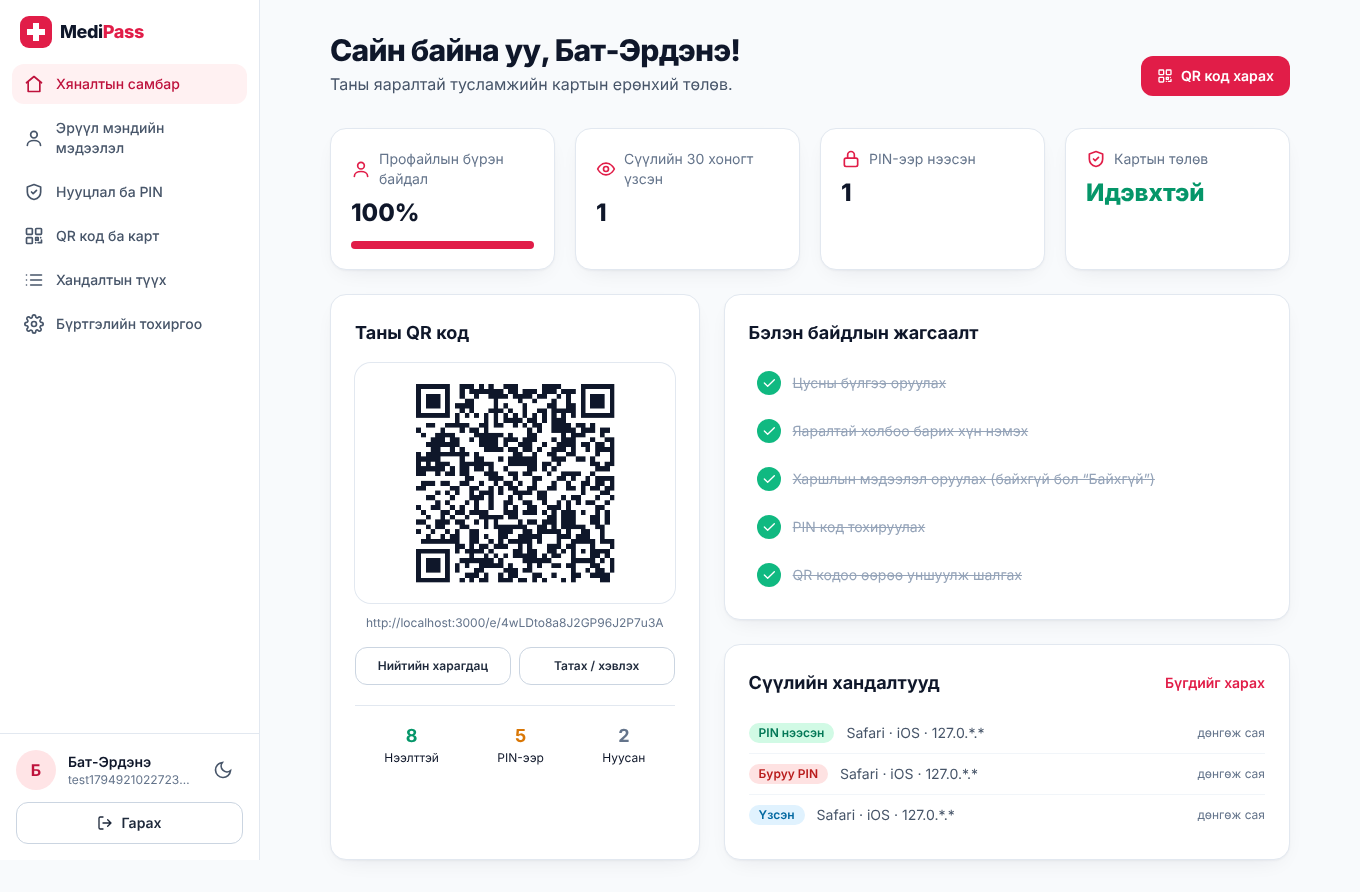 MediPass
Хяналтын самбар
Эрүүл мэндийн
мэдээлэл
Нууцлал ба PIN
QR код ба карт
Хандалтын түүх
Бүртгэлийн тохиргоо
Б
Бат-Эрдэнэ
test1794921022723...
Гарах
Сайн байна уу, Бат-Эрдэнэ!
Таны яаралтай тусламжийн картын ерөнхий төлөв.
QR код харах
Профайлын бүрэн
байдал
100%
Сүүлийн 30 хоногт
үзсэн
1
PIN-ээр нээсэн
1
Картын төлөв
Идэвхтэй
Таны QR код
http://localhost:3000/e/4wLDto8a8J2GP96J2P7u3A
Нийтийн харагдац
Татах / хэвлэх
8
Нээлттэй
5
PIN-ээр
2
Нуусан
Бэлэн байдлын жагсаалт
Цусны бүлгээ оруулах
Яаралтай холбоо барих хүн нэмэх
Харшлын мэдээлэл оруулах (байхгүй бол “Байхгүй”)
PIN код тохируулах
QR кодоо өөрөө уншуулж шалгах
Сүүлийн хандалтууд
Бүгдийг харах
PIN нээсэн Safari · iOS · 127.0.*.* дөнгөж сая
Буруу PIN Safari · iOS · 127.0.*.* дөнгөж сая
Үзсэн Safari · iOS · 127.0.*.* дөнгөж сая